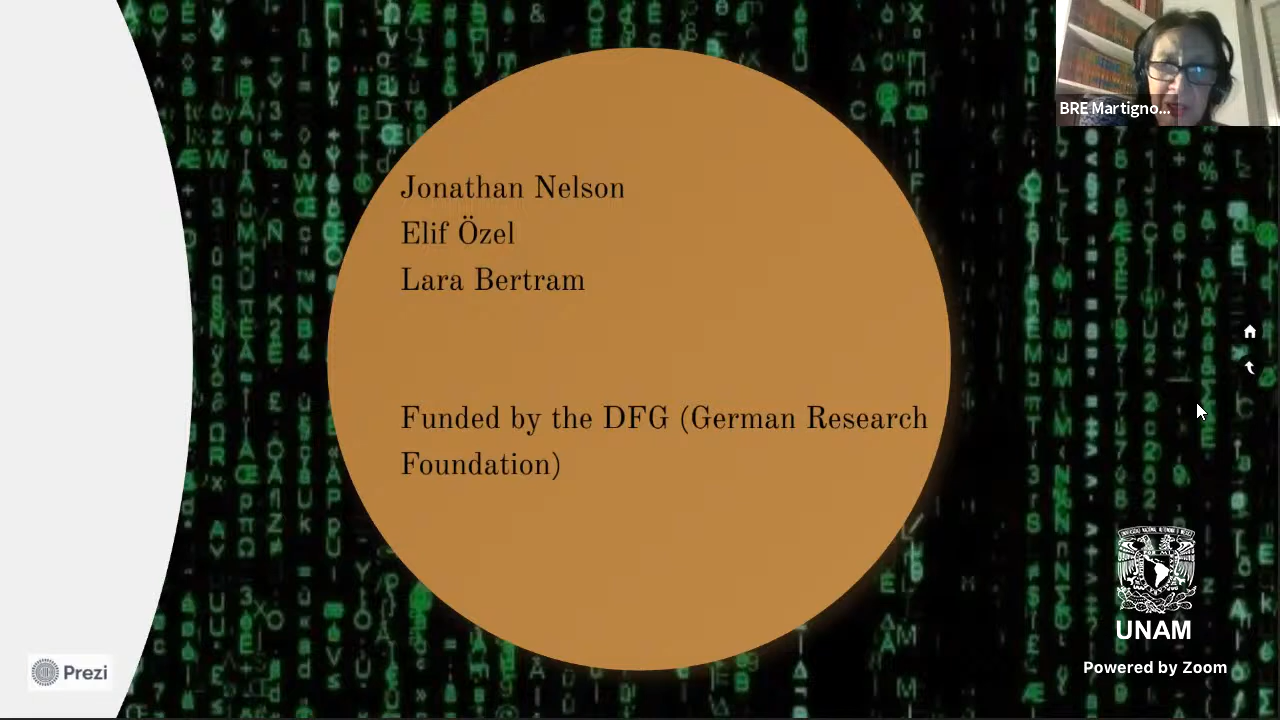 BRE Martigno...
Jonathan Nelson
Elif Özel
Lara Bertram
Funded by the DFG (German Research
Foundation)
UNAM
Powered by Zoom
Prezi